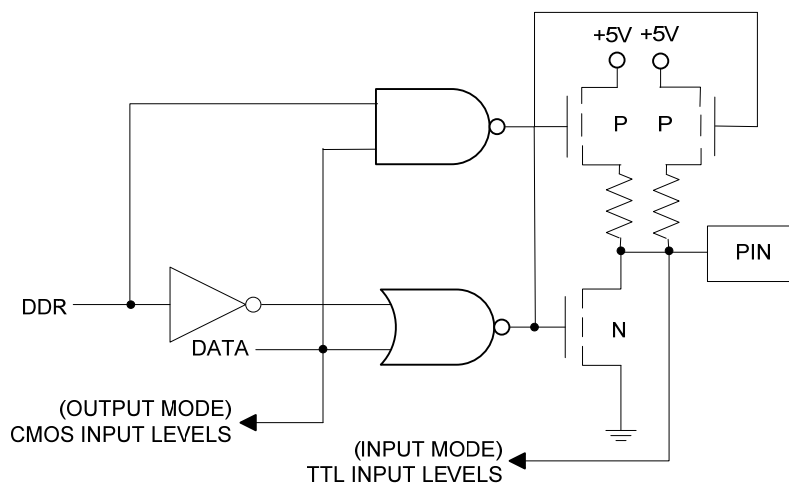 +5V +5V
P P
PIN
DDR
N
DATA
(OUTPUT MODE)
CMOS INPUT LEVELS
(INPUT MODE)
TTL INPUT LEVELS